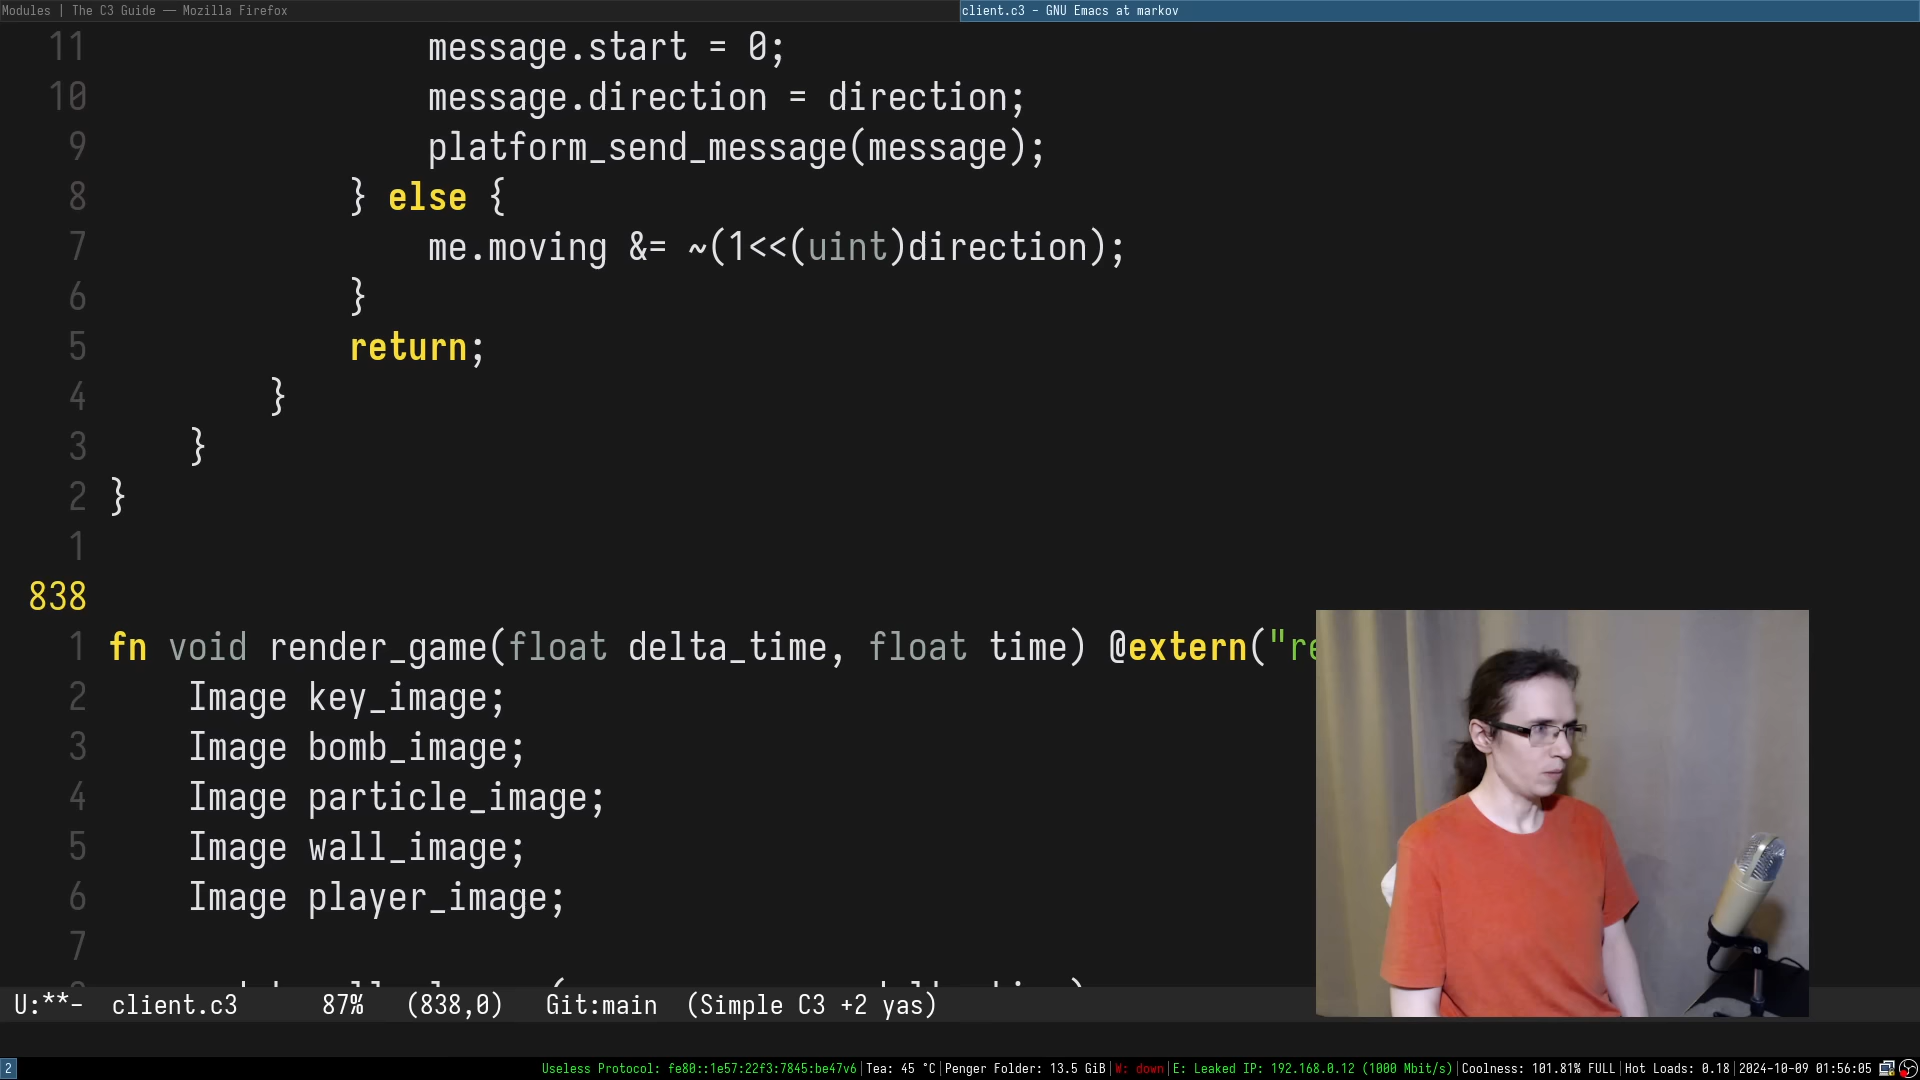 Modules | The C3 Guide — Mozilla Firefox
client.c3 - GNU Emacs at markov
11 message.start = 0;
10 message.direction = direction;
9 platform_send_message(message);
8 } else {
7 me.moving &= ~(1<<(uint)direction);
6 }
5 return;
4 }
3 }
2 }
1
838
1 fn void render_game(float delta_time, float time) @extern("re
2 Image key_image;
3 Image bomb_image;
4 Image particle_image;
5 Image wall_image;
6 Image player_image;
7
U:**- client.c3 87% (838,0) Git:main (Simple C3 +2 yas)
2 Useless Protocol: fe80::1e57:22f3:7845:be47v6|Tea: 45 °C|Penger Folder: 13.5 GiB|W: down|E: Leaked IP: 192.168.0.12 (1000 Mbit/s)|Coolness: 101.81% FULL|Hot Loads: 0.18|2024-10-09 01:56:05